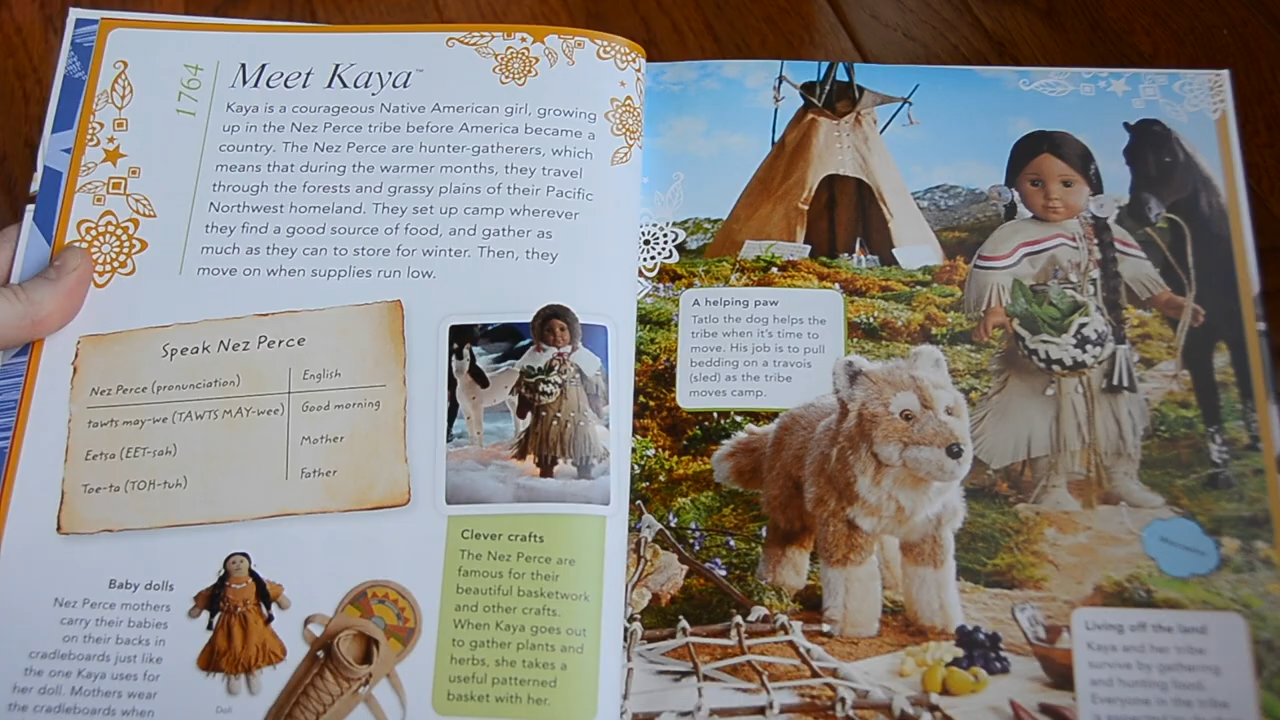 1764
Meet Kaya™
Kaya is a courageous Native American girl, growing
up in the Nez Perce tribe before America became a
country. The Nez Perce are hunter-gatherers, which
means that during the warmer months, they travel
through the forests and grassy plains of their Pacific
Northwest homeland. They set up camp wherever
they find a good source of food, and gather as
much as they can to store for winter. Then, they
move on when supplies run low.
Speak Nez Perce
Nez Perce (pronunciation) English
tawts may-we (TAWTS MAY-wee) Good morning
Eetsa (EET-sah) Mother
Toe-ta (TOH-tuh) Father
Baby dolls
Nez Perce mothers
carry their babies
on their backs in
cradleboards just like
the one Kaya uses for
her doll. Mothers wear
the cradleboards when
Doll
Clever crafts
The Nez Perce are
famous for their
beautiful basketwork
and other crafts.
When Kaya goes out
to gather plants and
herbs, she takes a
useful patterned
basket with her.
A helping paw
Tatlo the dog helps the
tribe when it's time to
move. His job is to pull
bedding on a travois
(sled) as the tribe
moves camp.
Living off the land
Kaya and her tribe
survive by gathering
and hunting food.
Everyone in the tribe